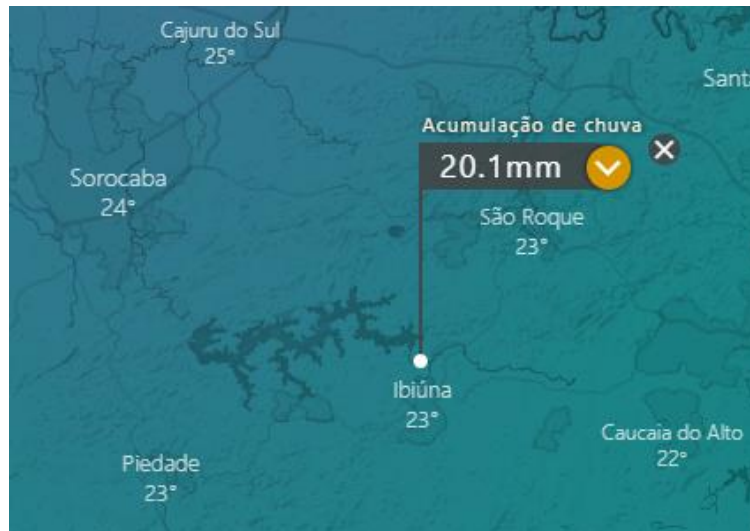 Cajuru do Sul
25°
Santa
Acumulação de chuva
20.1mm
Sorocaba
24°
São Roque
23°
Ibiúna
23°
Caucaia do Alto
22°
Piedade
23°